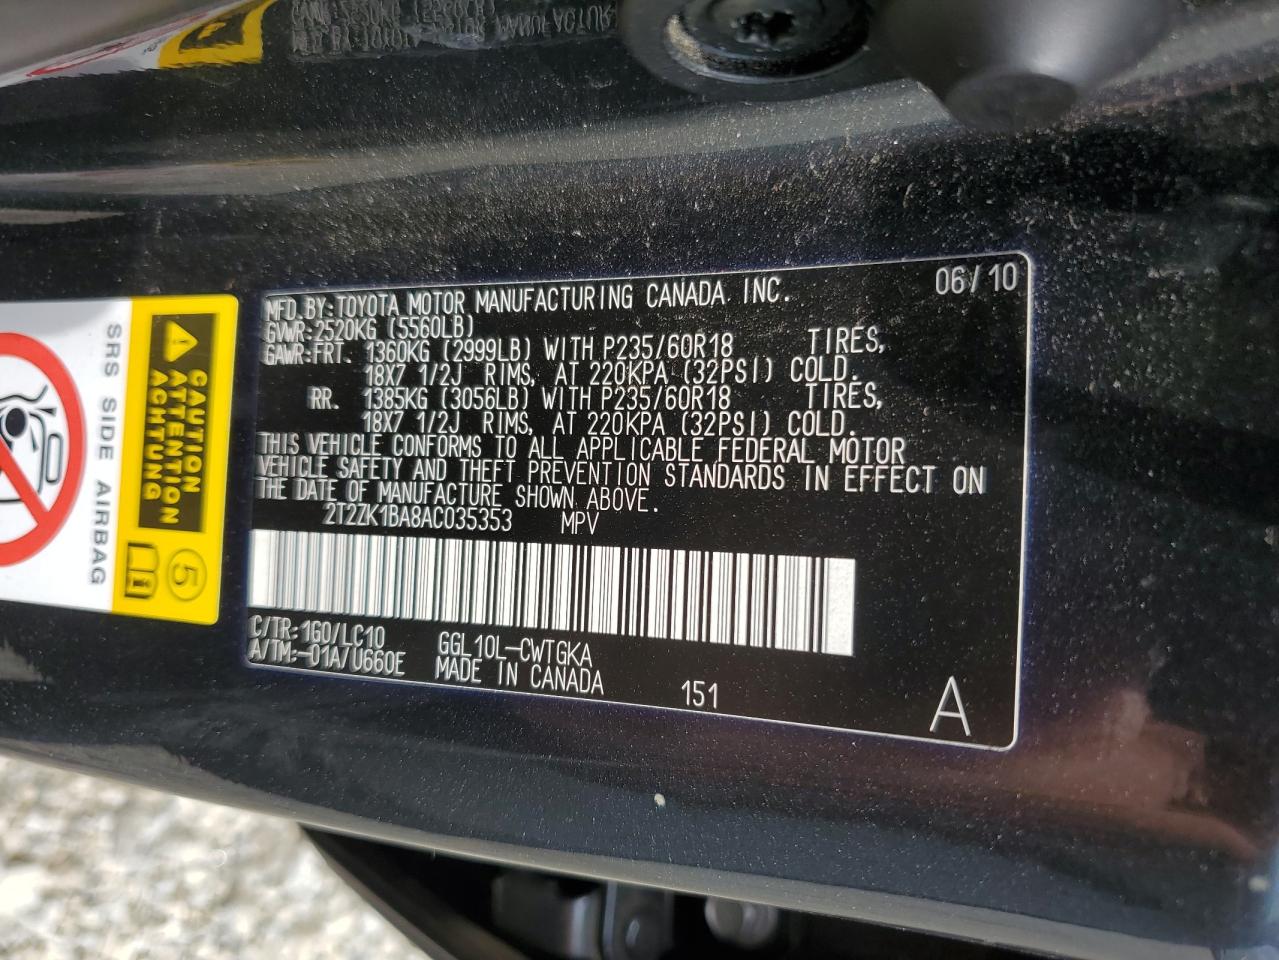 MFD.BY:TOYOTA MOTOR MANUFACTURING CANADA INC. 06/10
GVWR:2520KG (5560LB)
GAWR:FRT. 1360KG (2999LB) WITH P235/60R18 TIRES,
18X7 1/2J RIMS, AT 220KPA (32PSI) COLD.
RR. 1385KG (3056LB) WITH P235/60R18 TIRES,
18X7 1/2J RIMS, AT 220KPA (32PSI) COLD.
THIS VEHICLE CONFORMS TO ALL APPLICABLE FEDERAL MOTOR
VEHICLE SAFETY AND THEFT PREVENTION STANDARDS IN EFFECT ON
THE DATE OF MANUFACTURE SHOWN ABOVE.
2T2ZK1BA8AC035353 MPV
C/TR:160/LC10 GGL10L-CWTGKA
A/TM:-01A/U660E MADE IN CANADA 151 A
CAUTION
ATTENTION
ACHTUNG
5
SRS SIDE AIRBAG